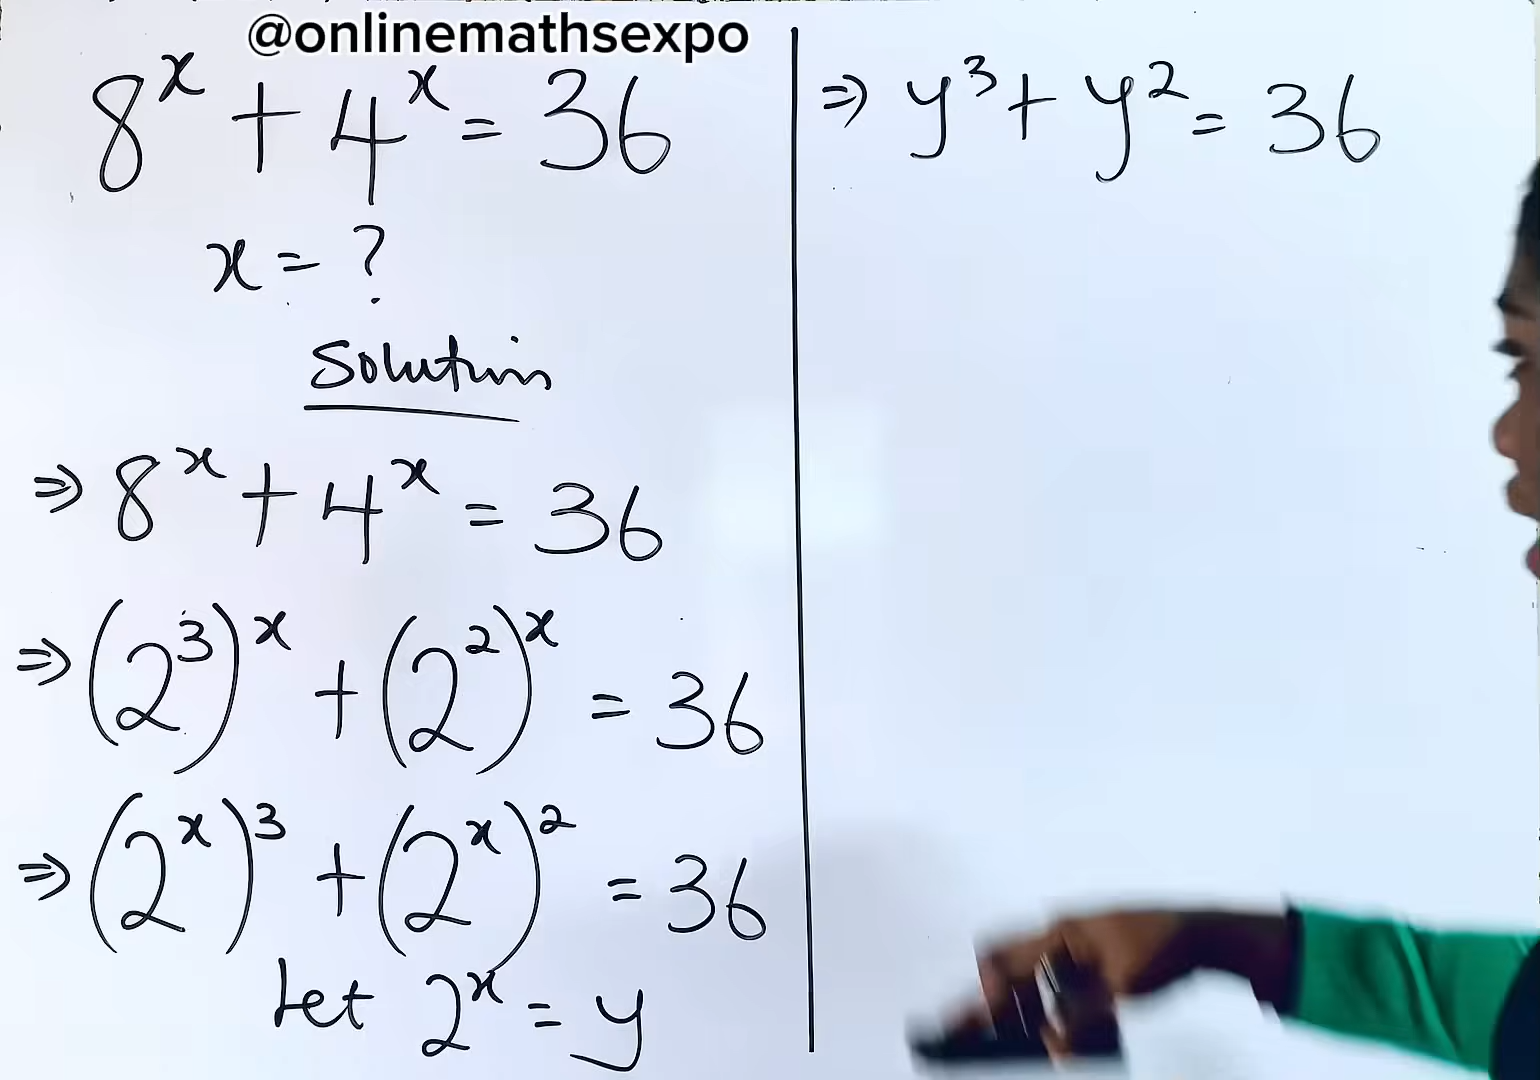 @onlinemathsexpo
8^x + 4^x = 36
x = ?
Solution
⇒ 8^x + 4^x = 36
⇒ (2^3)^x + (2^2)^x = 36
⇒ (2^x)^3 + (2^x)^2 = 36
Let 2^x = y
⇒ y^3 + y^2 = 36